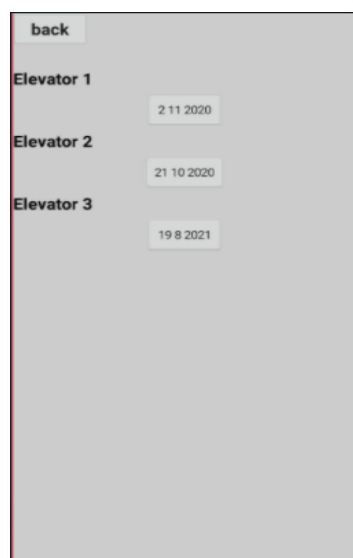 back
Elevator 1
2 11 2020
Elevator 2
21 10 2020
Elevator 3
19 8 2021